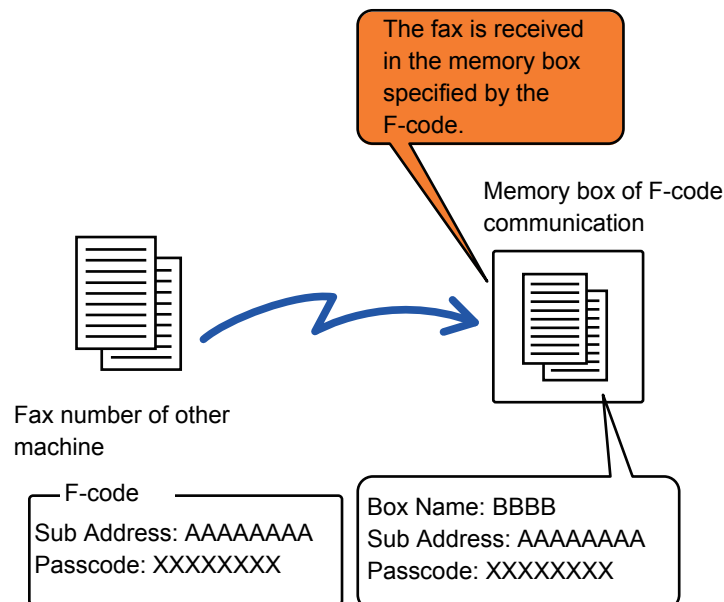 The fax is received
in the memory box
specified by the
F-code.
Memory box of F-code
communication
Fax number of other
machine
F-code
Sub Address: AAAAAAAA
Passcode: XXXXXXXX
Box Name: BBBB
Sub Address: AAAAAAAA
Passcode: XXXXXXXX